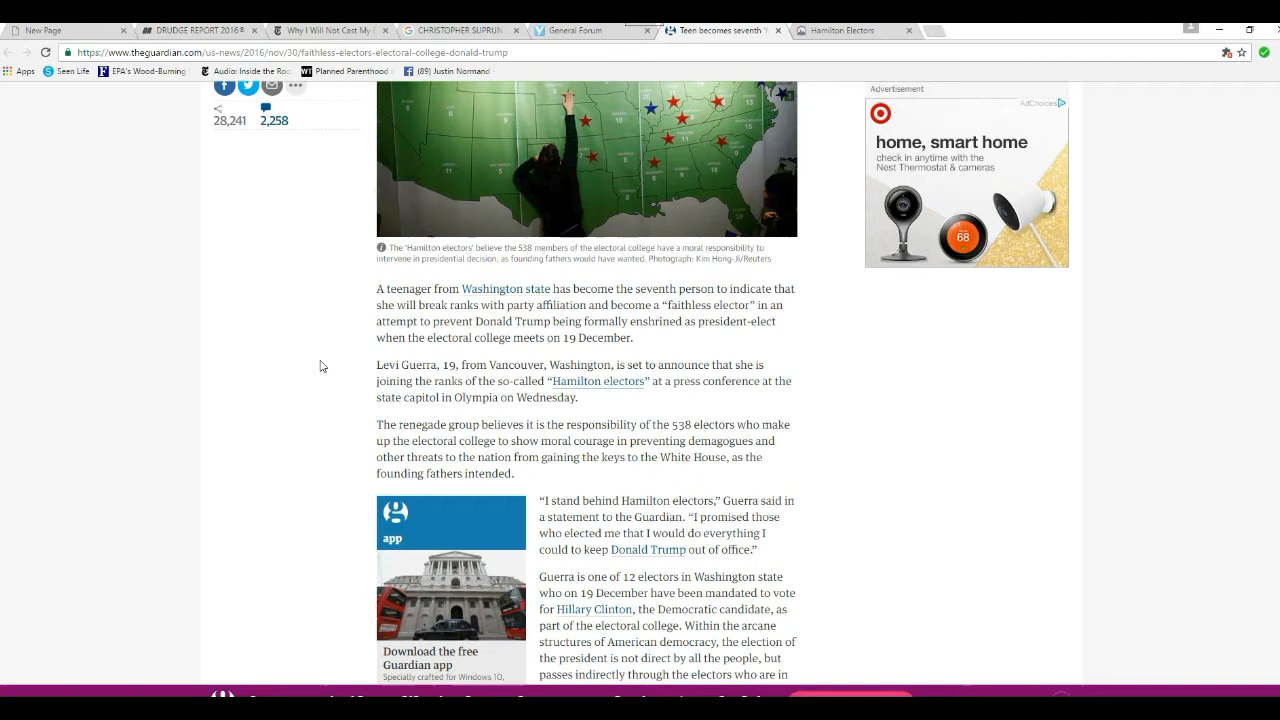 New Page
DRUDGE REPORT 2016®
Why I Will Not Cast My
CHRISTOPHER SUPRUN
General Forum
Teen becomes seventh
Hamilton Electors
https://www.theguardian.com/us-news/2016/nov/30/faithless-electors-electoral-college-donald-trump
Apps
Seen Life
EPA's Wood-Burning
Audio: Inside the Roo
Planned Parenthood
(89) Justin Normand
28,241
2,258
Advertisement
AdChoices
home, smart home
check in anytime with the
Nest Thermostat & cameras
68
The 'Hamilton electors' believe the 538 members of the electoral college have a moral responsibility to
intervene in presidential decision, as founding fathers would have wanted. Photograph: Kim Hong-Ji/Reuters
A teenager from Washington state has become the seventh person to indicate that
she will break ranks with party affiliation and become a “faithless elector” in an
attempt to prevent Donald Trump being formally enshrined as president-elect
when the electoral college meets on 19 December.
Levi Guerra, 19, from Vancouver, Washington, is set to announce that she is
joining the ranks of the so-called “Hamilton electors” at a press conference at the
state capitol in Olympia on Wednesday.
The renegade group believes it is the responsibility of the 538 electors who make
up the electoral college to show moral courage in preventing demagogues and
other threats to the nation from gaining the keys to the White House, as the
founding fathers intended.
app
Download the free
Guardian app
Specially crafted for Windows 10,
“I stand behind Hamilton electors,” Guerra said in
a statement to the Guardian. “I promised those
who elected me that I would do everything I
could to keep Donald Trump out of office.”
Guerra is one of 12 electors in Washington state
who on 19 December have been mandated to vote
for Hillary Clinton, the Democratic candidate, as
part of the electoral college. Within the arcane
structures of American democracy, the election of
the president is not direct by all the people, but
passes indirectly through the electors who are in